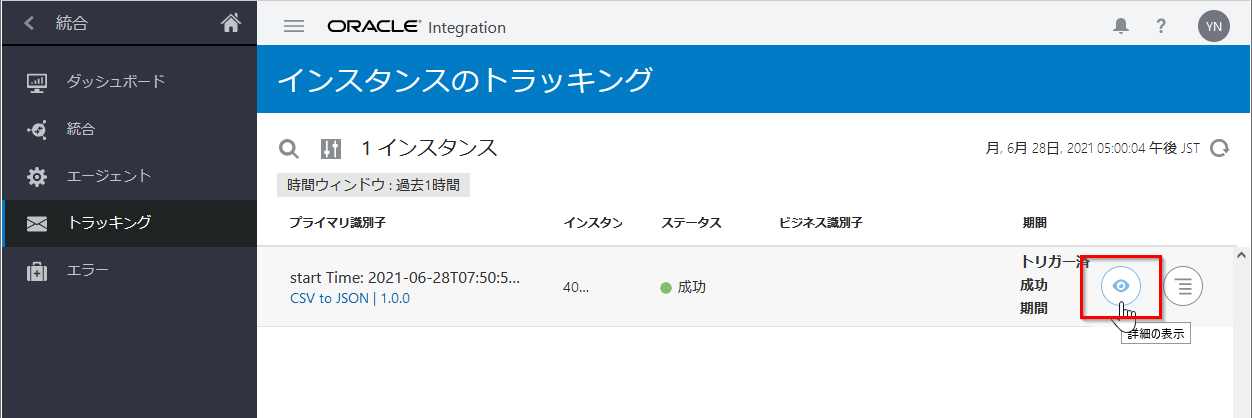 統合
ORACLE Integration
?
YN
ダッシュボード
統合
エージェント
トラッキング
エラー
インスタンスのトラッキング
1 インスタンス
月, 6月 28日, 2021 05:00:04 午後 JST
時間ウィンドウ : 過去1時間
プライマリ識別子 インスタン ステータス ビジネス識別子 期間
start Time: 2021-06-28T07:50:5...
CSV to JSON | 1.0.0
40...
成功
トリガー済
成功
期間
詳細の表示